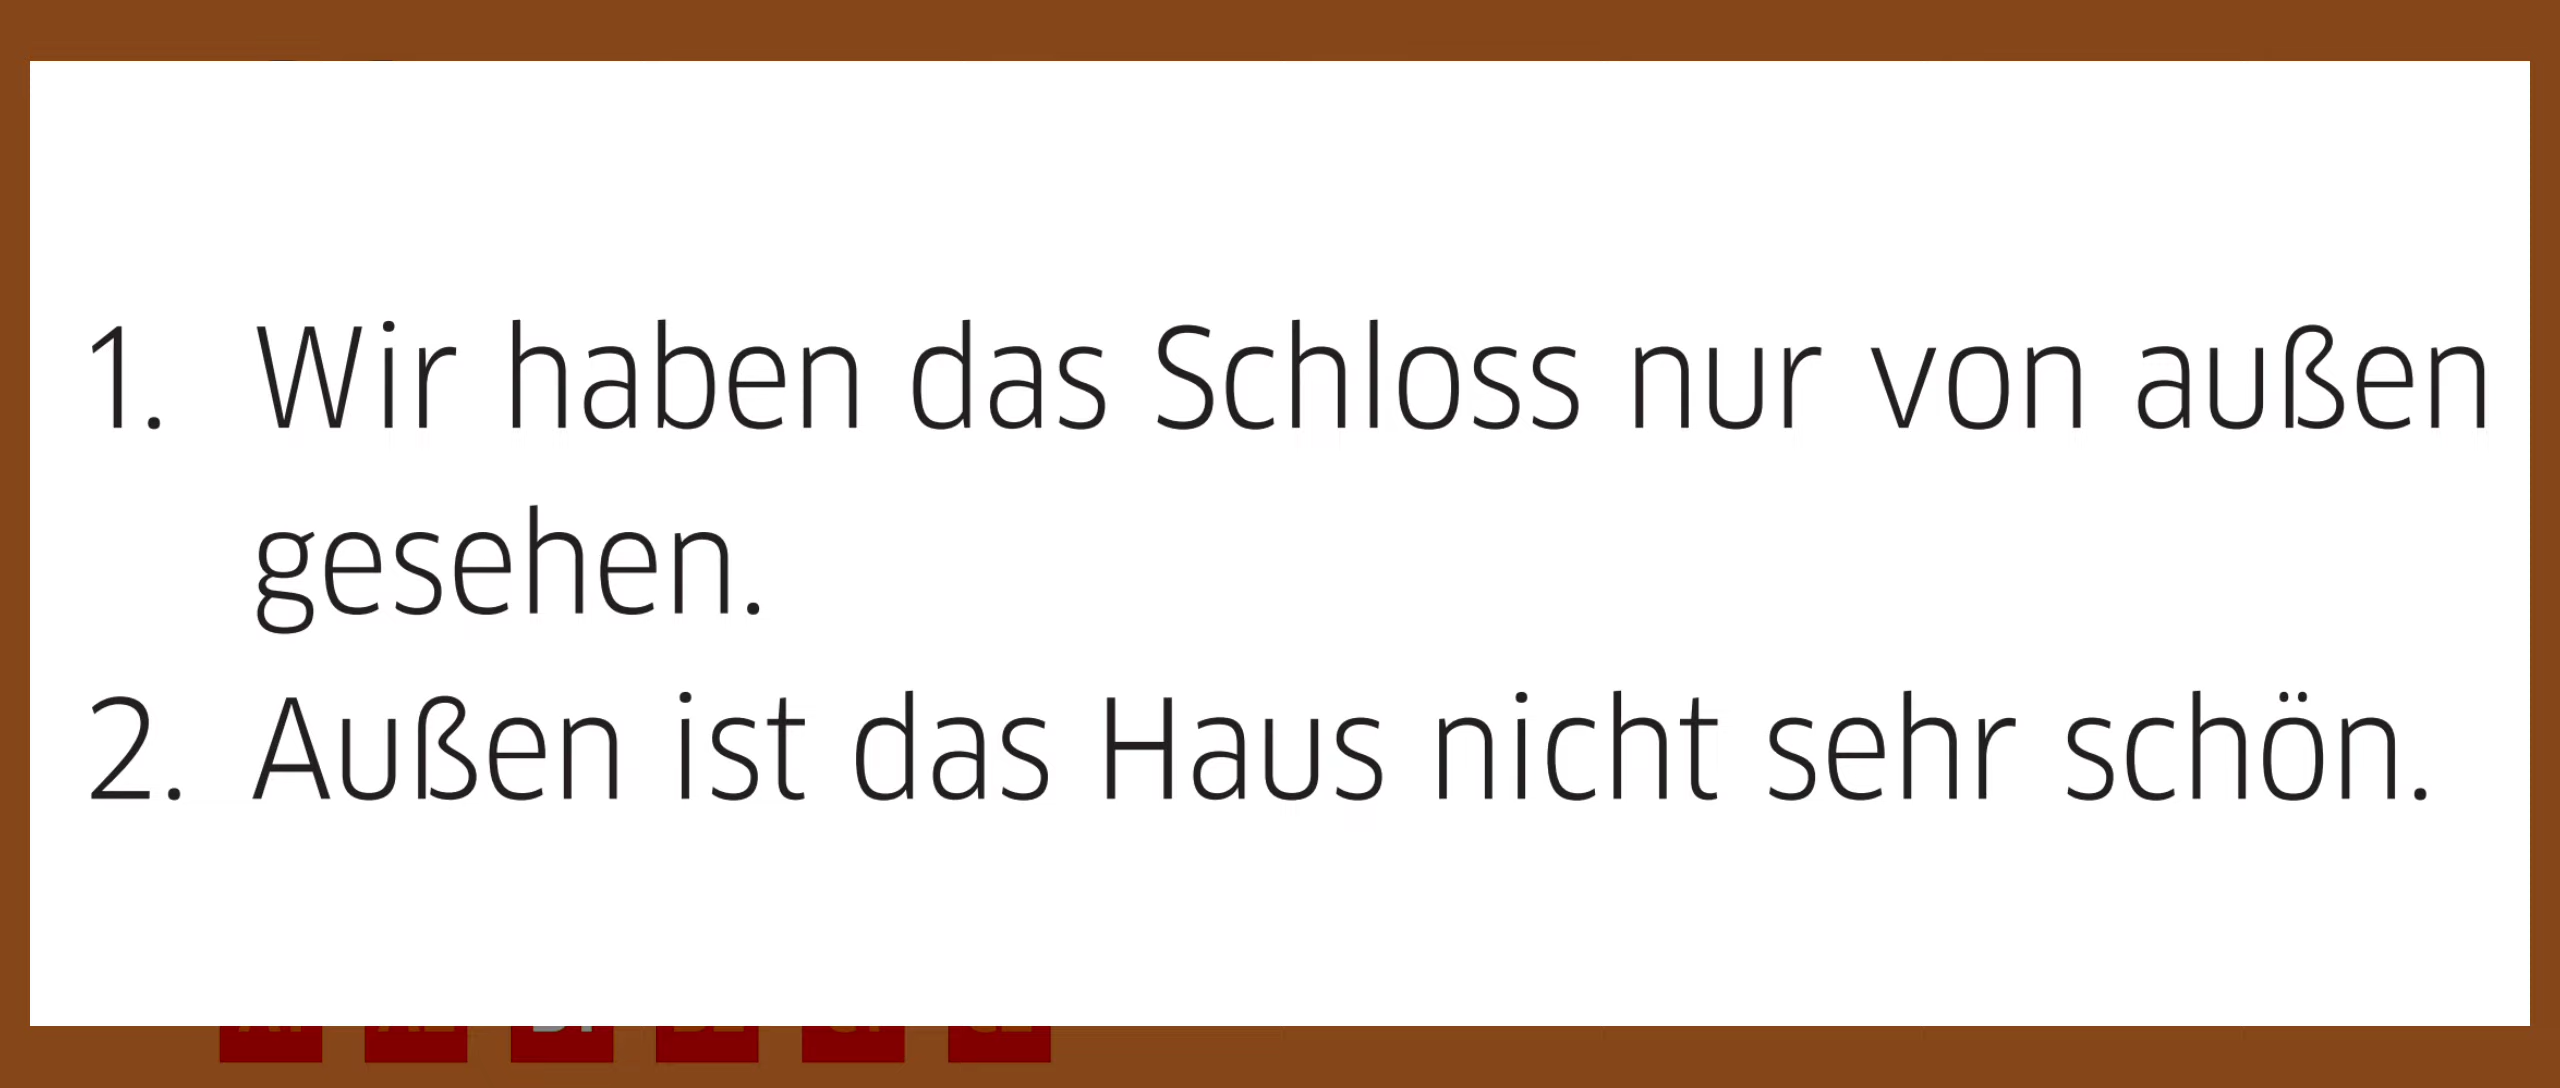 1. Wir haben das Schloss nur von außen
gesehen.
2. Außen ist das Haus nicht sehr schön.